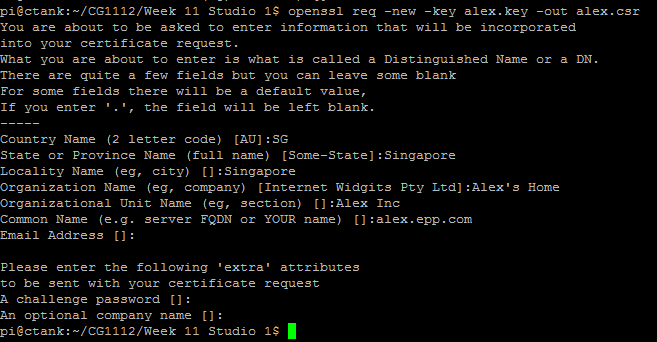 pi@ctank:~/CG1112/Week 11 Studio 1$ openssl req -new -key alex.key -out alex.csr
You are about to be asked to enter information that will be incorporated
into your certificate request.
What you are about to enter is what is called a Distinguished Name or a DN.
There are quite a few fields but you can leave some blank
For some fields there will be a default value,
If you enter '.', the field will be left blank.
-----
Country Name (2 letter code) [AU]:SG
State or Province Name (full name) [Some-State]:Singapore
Locality Name (eg, city) []:Singapore
Organization Name (eg, company) [Internet Widgits Pty Ltd]:Alex's Home
Organizational Unit Name (eg, section) []:Alex Inc
Common Name (e.g. server FQDN or YOUR name) []:alex.epp.com
Email Address []:

Please enter the following 'extra' attributes
to be sent with your certificate request
A challenge password []:
An optional company name []:
pi@ctank:~/CG1112/Week 11 Studio 1$